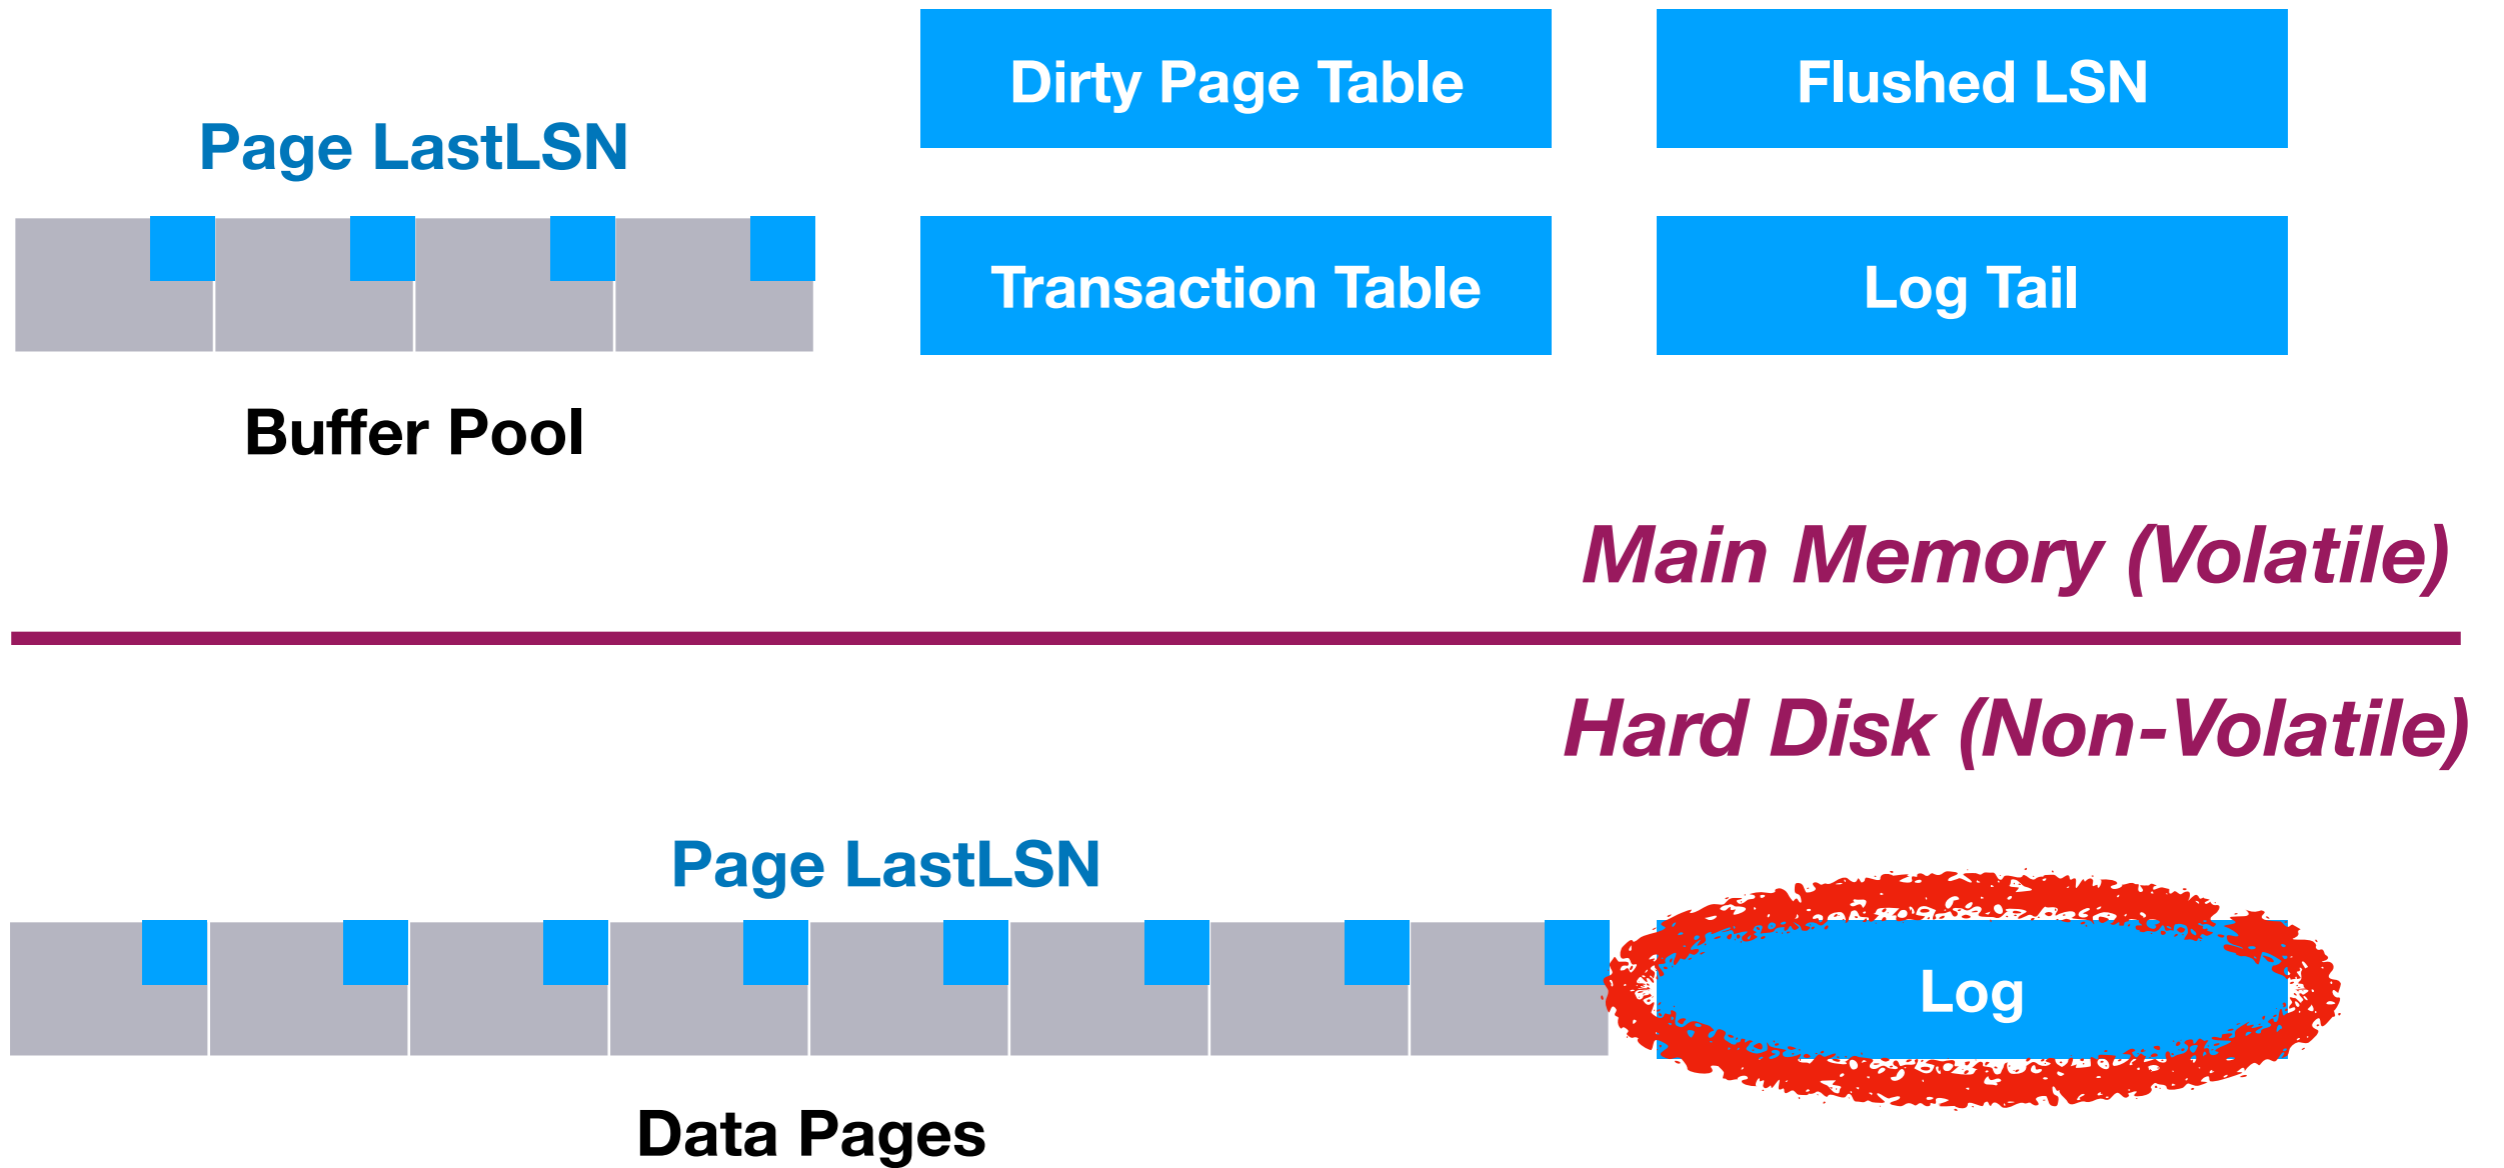 Dirty Page Table
Flushed LSN
Page LastLSN
Transaction Table
Log Tail
Buffer Pool
Main Memory (Volatile)
Hard Disk (Non-Volatile)
Page LastLSN
Log
Data Pages